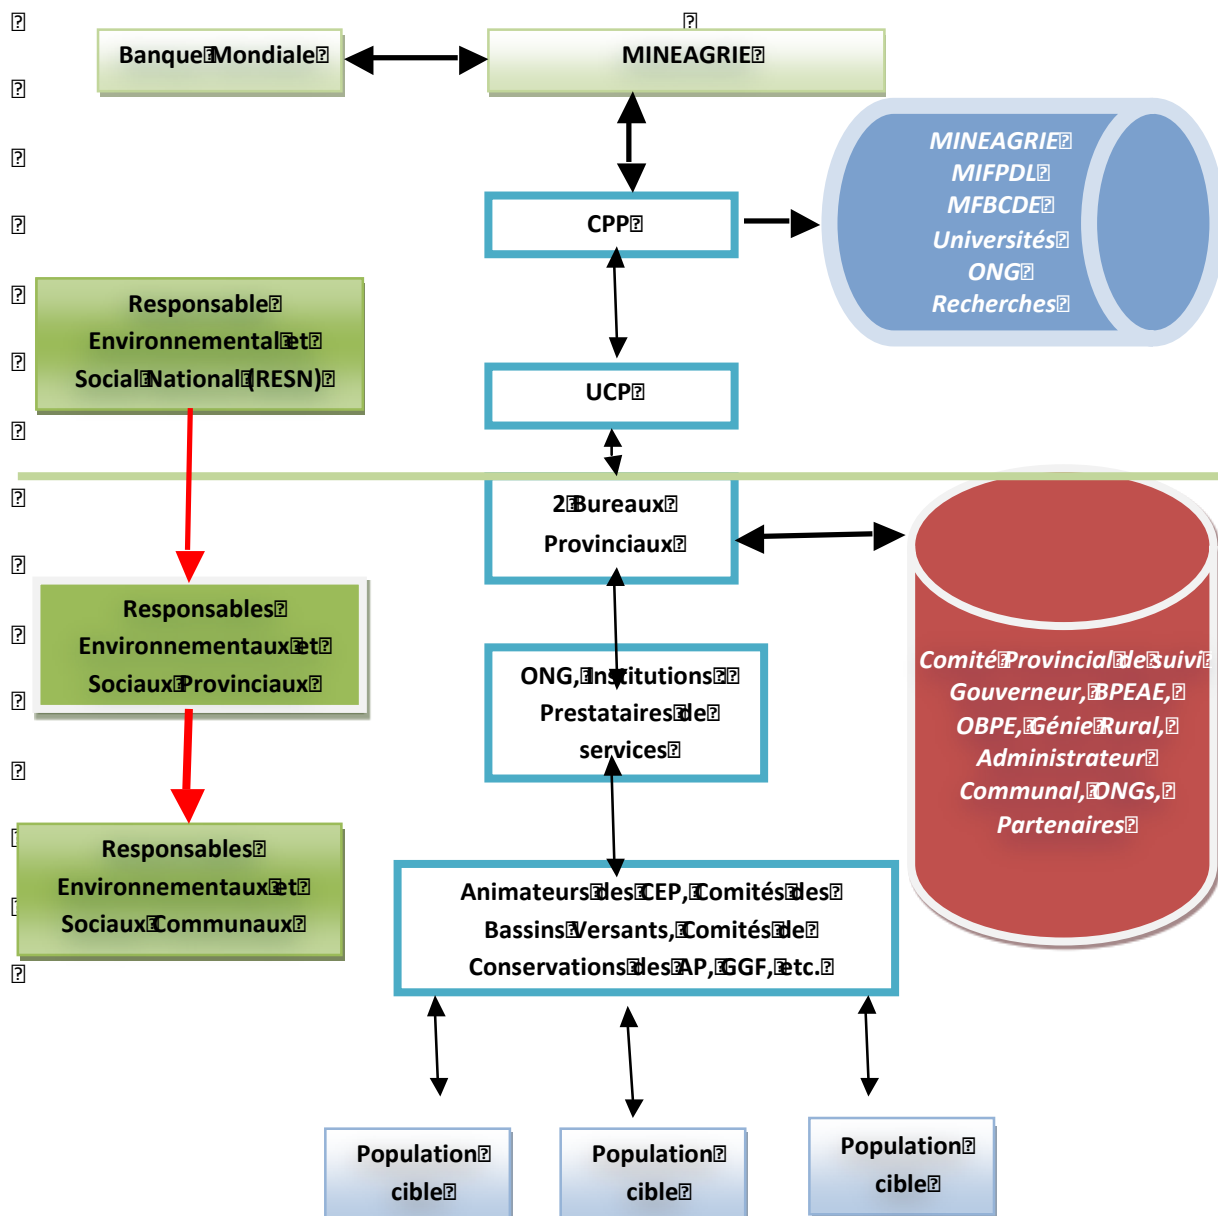 Banque Mondiale
MINEAGRIE
MINEAGRIE
MIFPDL
MFBCDE
Universités
ONG
Recherches
CPP
Responsable
Environnemental et
Social National (RESN)
UCP
2 Bureaux
Provinciaux
Responsables
Environnementaux et
Sociaux Provinciaux
ONG, Institutions
Prestataires de
services
Comité Provincial de suivi
Gouverneur, BPEAE,
OBPE, Génie Rural,
Administrateur
Communal, ONGs,
Partenaires
Responsables
Environnementaux et
Sociaux Communaux
Animateurs des CEP, Comités des
Bassins Versants, Comités de
Conservations des AP, GGF, etc.
Population
cible
Population
cible
Population
cible